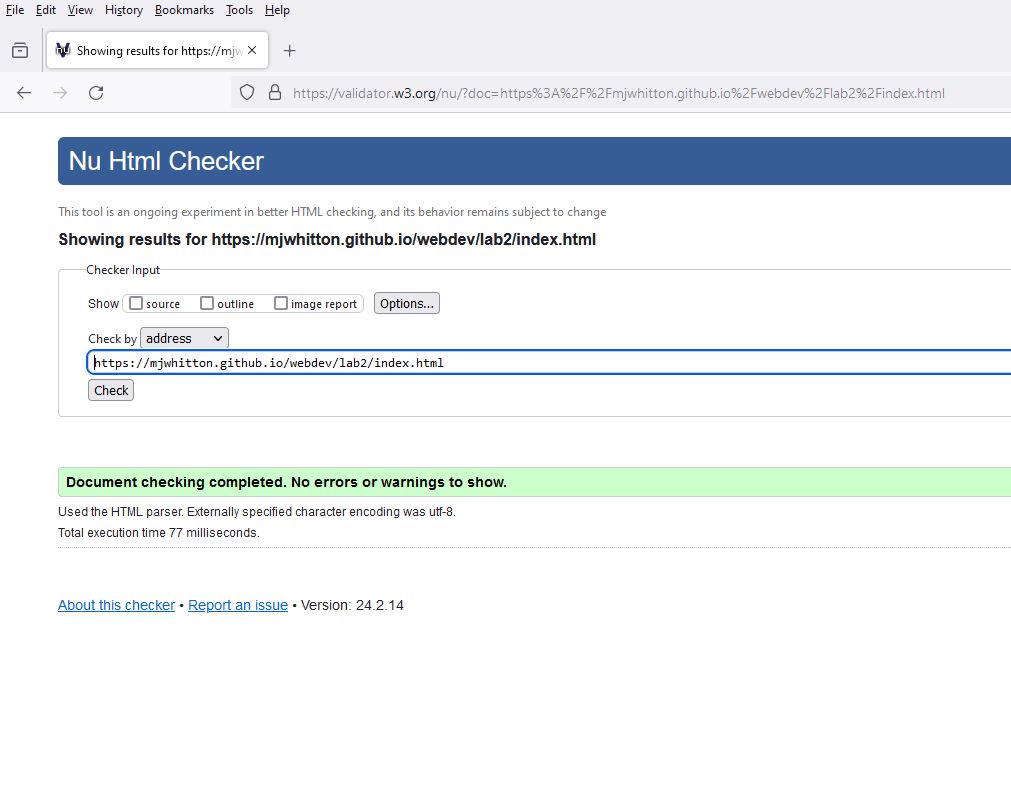 File Edit View History Bookmarks Tools Help
Showing results for https://mjw
https://validator.w3.org/nu/?doc=https%3A%2F%2Fmjwhitton.github.io%2Fwebdev%2Flab2%2Findex.html
Nu Html Checker
This tool is an ongoing experiment in better HTML checking, and its behavior remains subject to change
Showing results for https://mjwhitton.github.io/webdev/lab2/index.html
Checker Input
Show source outline image report Options...
Check by address
https://mjwhitton.github.io/webdev/lab2/index.html
Check
Document checking completed. No errors or warnings to show.
Used the HTML parser. Externally specified character encoding was utf-8.
Total execution time 77 milliseconds.
About this checker • Report an issue • Version: 24.2.14